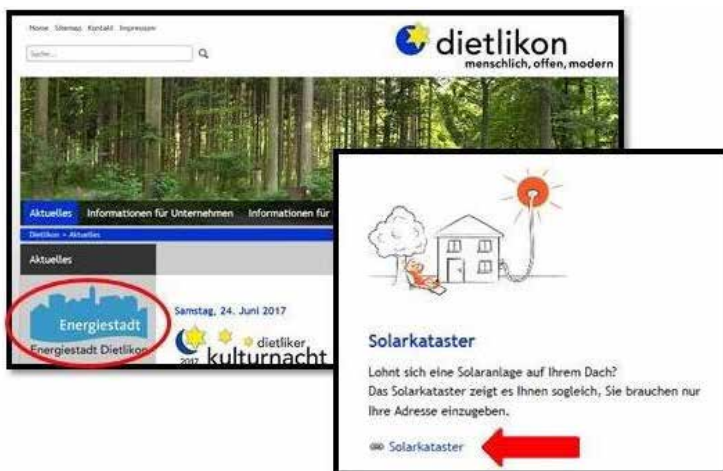 Home Sitemap Kontakt Impressum
Suche...
dietlikon
menschlich, offen, modern
Aktuelles Informationen für Unternehmen Informationen für
Dietlikon » Aktuelles
Aktuelles
Energiestadt
Energiestadt Dietlikon
Samstag, 24. Juni 2017
dietliker
2017 kulturnacht
Solarkataster
Lohnt sich eine Solaranlage auf Ihrem Dach?
Das Solarkataster zeigt es Ihnen sogleich, Sie brauchen nur
Ihre Adresse einzugeben.
Solarkataster